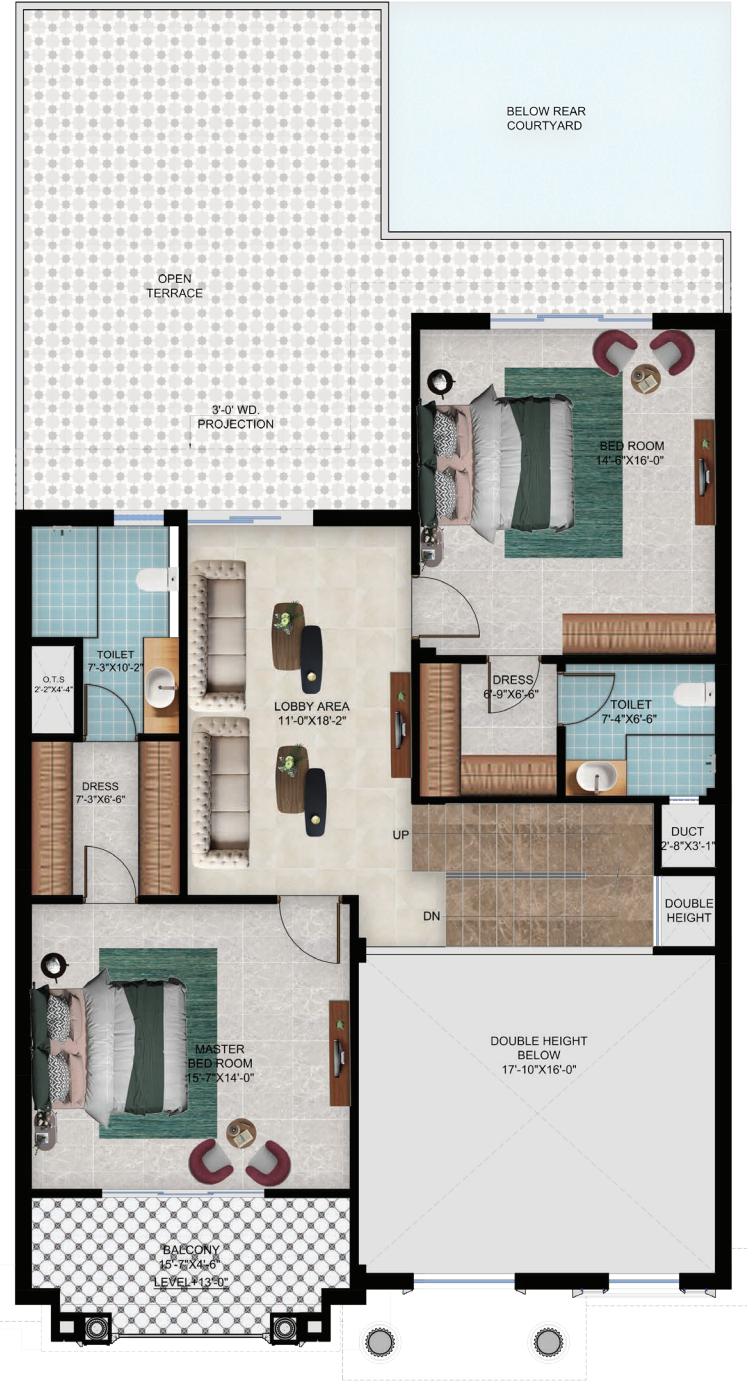 BELOW REAR
COURTYARD
OPEN
TERRACE
3'-0' WD.
PROJECTION
BED ROOM
14'-6"X16'-0"
TOILET
7'-3"X10'-2"
O.T.S
2'-2"X4'-4"
DRESS
6'-9"X6'-6"
TOILET
7'-4"X6'-6"
LOBBY AREA
11'-0"X18'-2"
DRESS
7'-3"X6'-6"
UP
DUCT
2'-8"X3'-1"
DN
DOUBLE
HEIGHT
MASTER
BED ROOM
15'-7"X14'-0"
DOUBLE HEIGHT
BELOW
17'-10"X16'-0"
BALCONY
15'-7"X4'-6"
LEVEL+13'-0"